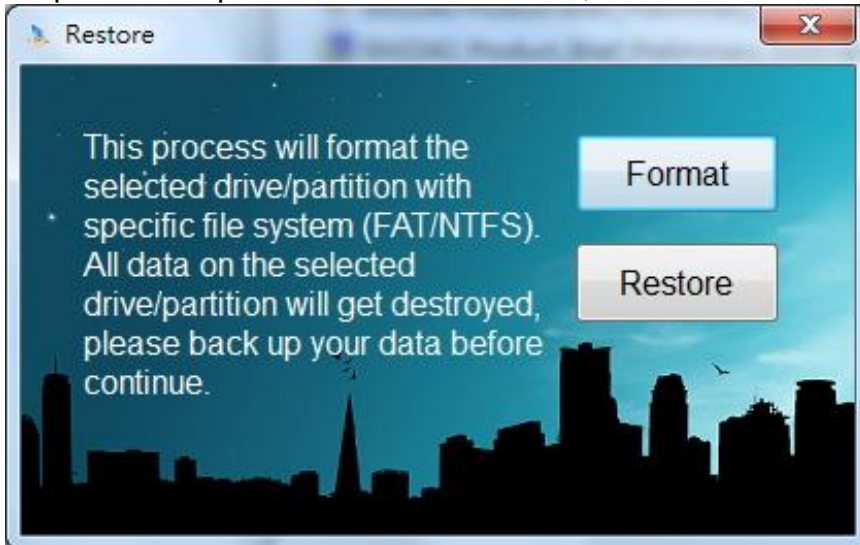 Restore
This process will format the
selected drive/partition with
specific file system (FAT/NTFS).
All data on the selected
drive/partition will get destroyed,
please back up your data before
continue.
Format
Restore